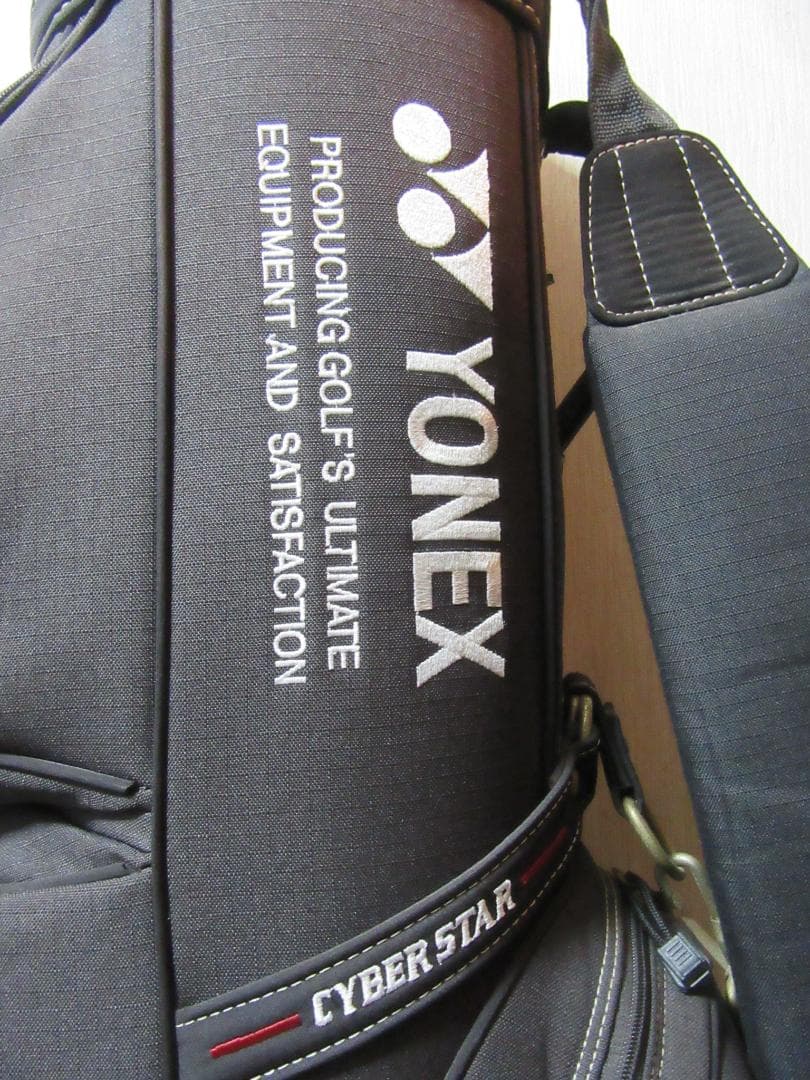 YONEX
PRODUCING GOLF'S ULTIMATE
EQUIPMENT AND SATISFACTION
CYBER STAR